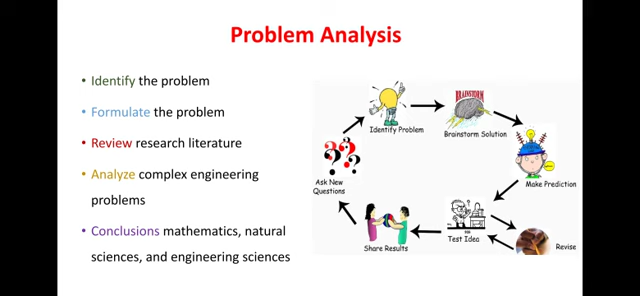 Problem Analysis
Identify the problem
Formulate the problem
Review research literature
Analyze complex engineering
problems
Conclusions mathematics, natural
sciences, and engineering sciences
Identify Problem
BRAINSTORM
Brainstorm Solution
Make Prediction
Revise
Test Idea
Share Results
Ask New
Questions